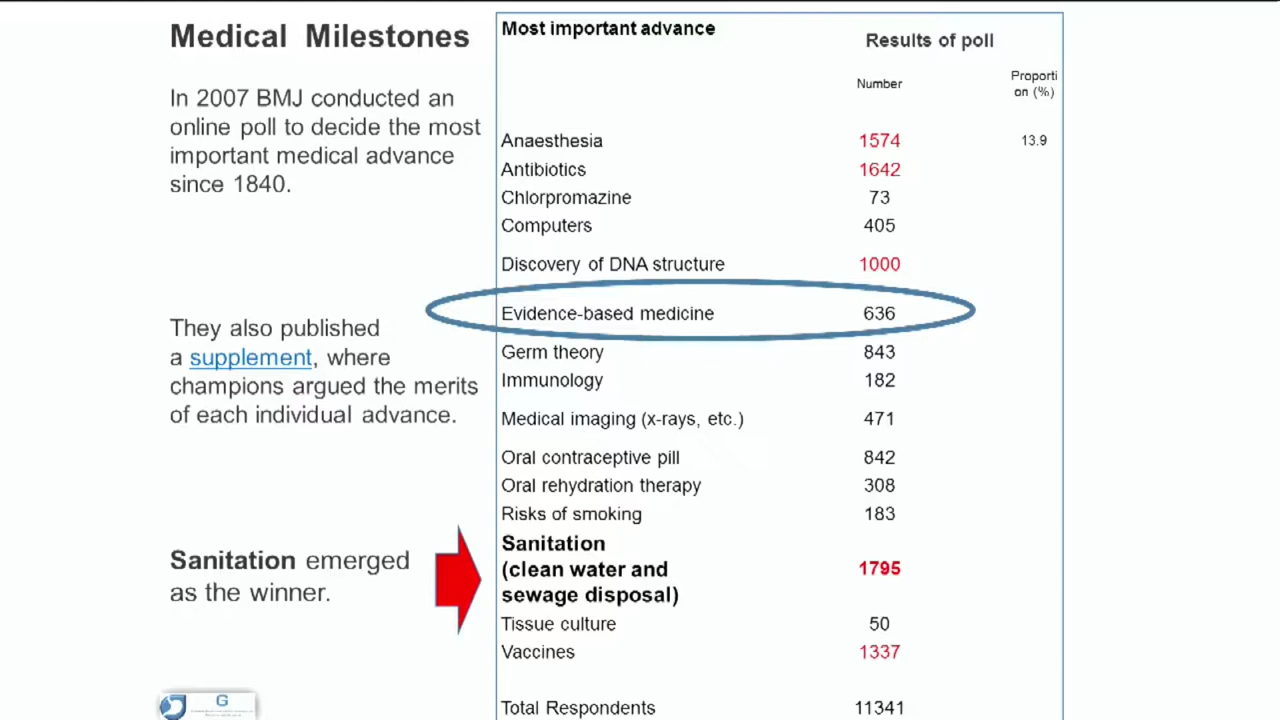 Medical Milestones
In 2007 BMJ conducted an
online poll to decide the most
important medical advance
since 1840.
They also published
a supplement, where
champions argued the merits
of each individual advance.
Sanitation emerged
as the winner.
Most important advance
Results of poll
Number
Proporti
on (%)
Anaesthesia 1574 13.9
Antibiotics 1642
Chlorpromazine 73
Computers 405
Discovery of DNA structure 1000
Evidence-based medicine 636
Germ theory 843
Immunology 182
Medical imaging (x-rays, etc.) 471
Oral contraceptive pill 842
Oral rehydration therapy 308
Risks of smoking 183
Sanitation
(clean water and 1795
sewage disposal)
Tissue culture 50
Vaccines 1337
Total Respondents 11341
G